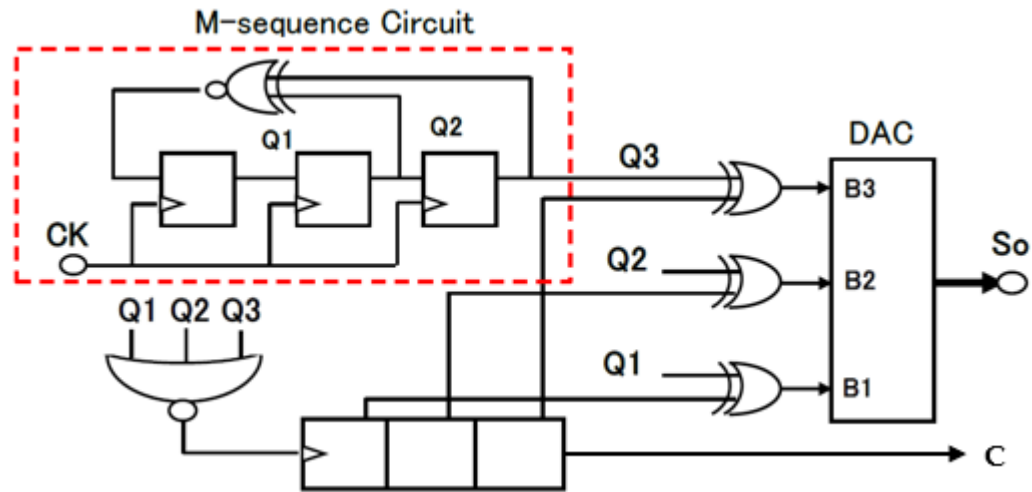 M-sequence Circuit
Q1
Q2
DAC
Q3
B3
CK
So
Q2
B2
Q1 Q2 Q3
Q1
B1
C